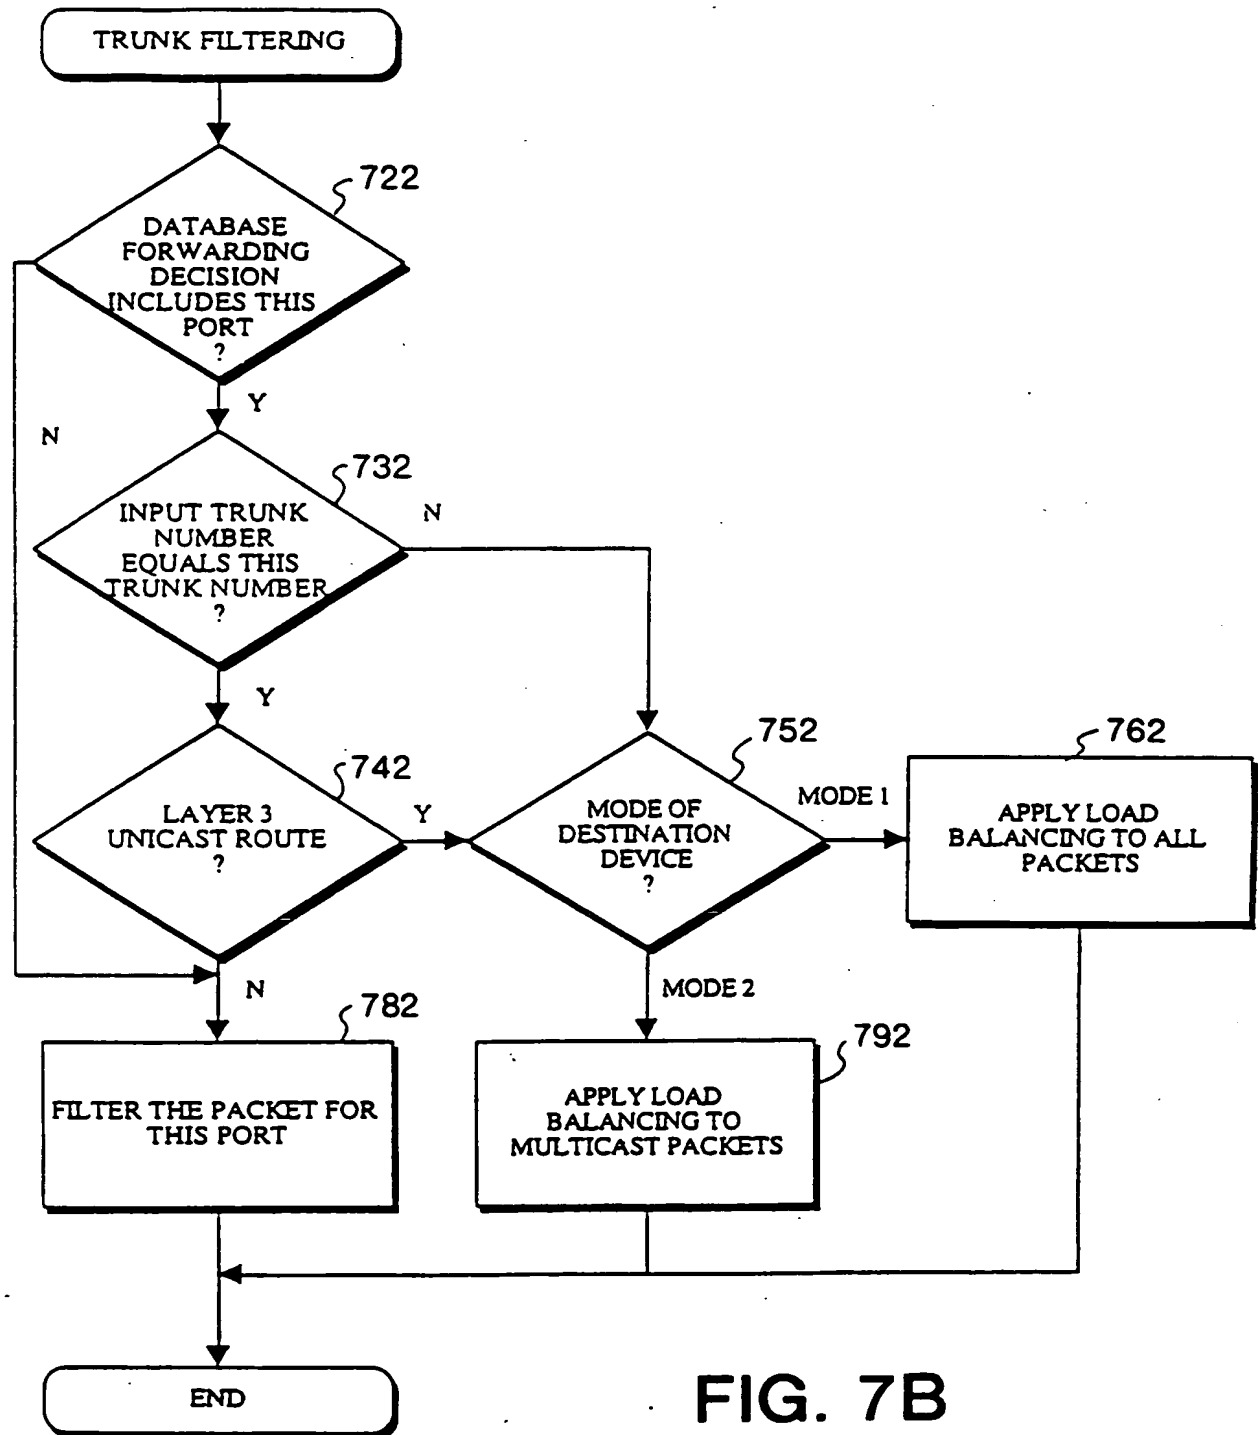 TRUNK FILTERING
722
DATABASE
FORWARDING
DECISION
INCLUDES THIS
PORT
?
Y
N
732
INPUT TRUNK
NUMBER
EQUALS THIS
TRUNK NUMBER
?
N
Y
742
LAYER 3
UNICAST ROUTE
?
Y
752
MODE OF
DESTINATION
DEVICE
?
MODE 1
762
APPLY LOAD
BALANCING TO ALL
PACKETS
N
MODE 2
782
FILTER THE PACKET FOR
THIS PORT
792
APPLY LOAD
BALANCING TO
MULTICAST PACKETS
END
FIG. 7B